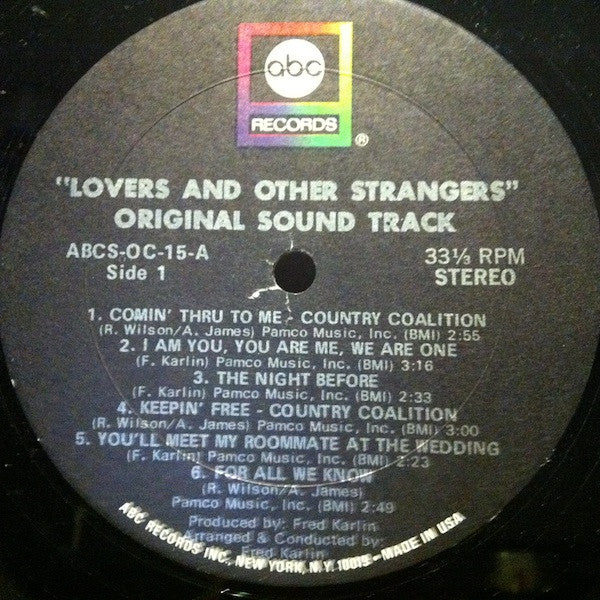 abc
RECORDS
®
"LOVERS AND OTHER STRANGERS"
ORIGINAL SOUND TRACK
ABCS-OC-15-A
Side 1
33⅓ RPM
STEREO
1. COMIN' THRU TO ME - COUNTRY COALITION
(R. Wilson/A. James) Pamco Music, Inc. (BMI) 2:55
2. I AM YOU, YOU ARE ME, WE ARE ONE
(F. Karlin) Pamco Music, Inc. (BMI) 3:16
3. THE NIGHT BEFORE
(F. Karlin) Pamco Music, Inc. (BMI) 2:33
4. KEEPIN' FREE - COUNTRY COALITION
(R. Wilson/A. James) Pamco Music, Inc. (BMI) 3:00
5. YOU'LL MEET MY ROOMMATE AT THE WEDDING
(F. Karlin) Pamco Music, Inc. (BMI) 2:23
6. FOR ALL WE KNOW
(R. Wilson/A. James)
Pamco Music, Inc. (BMI) 2:49
Produced by: Fred Karlin
Arranged & Conducted by:
Fred Karlin
ABC RECORDS INC., NEW YORK, N.Y. 10019-MADE IN USA